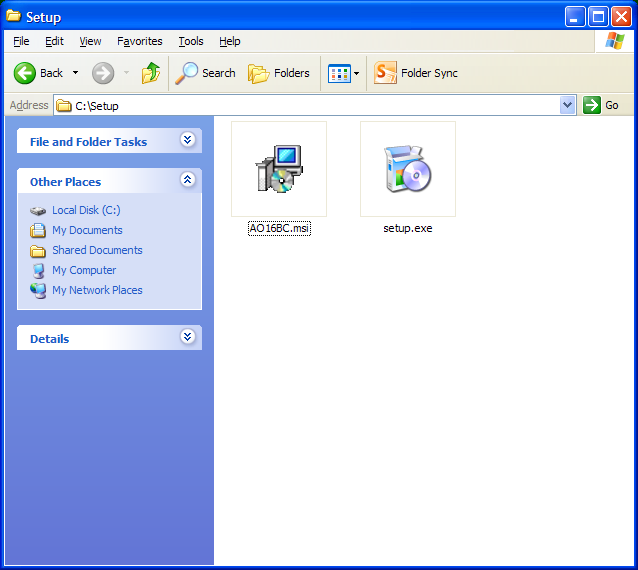 Setup
File Edit View Favorites Tools Help
Back Search Folders Folder Sync
Address C:\Setup Go
File and Folder Tasks
Other Places
Local Disk (C:)
My Documents
Shared Documents
My Computer
My Network Places
Details
AO16BC.msi setup.exe